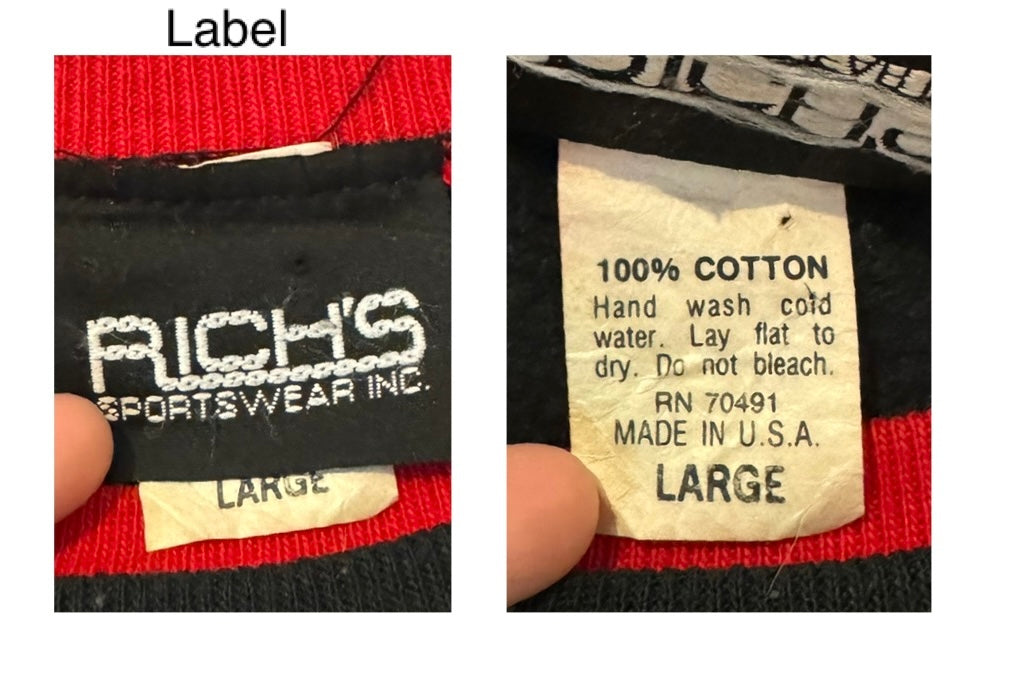 Label
RICH'S
SPORTSWEAR INC.
LARGE
100% COTTON
Hand wash cold
water. Lay flat to
dry. Do not bleach.
RN 70491
MADE IN U.S.A.
LARGE